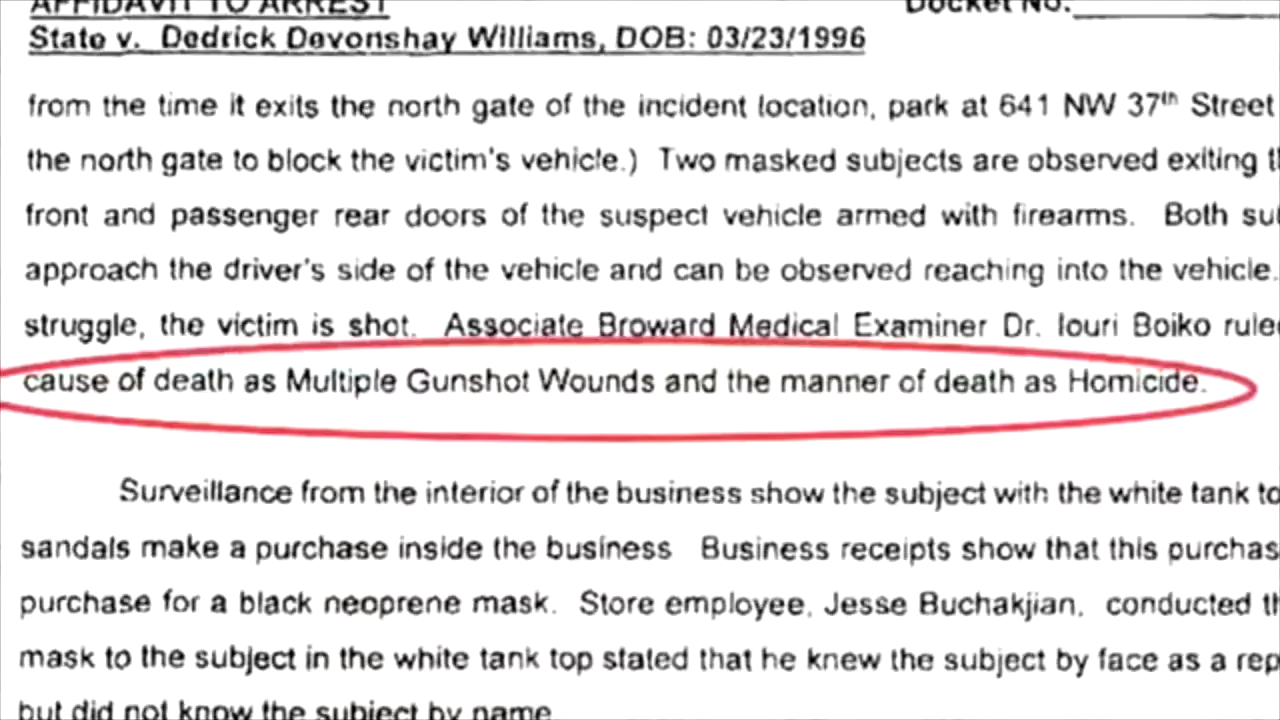 AFFIDAVIT TO ARREST
Docket No.
State v. Dedrick Devonshay Williams, DOB: 03/23/1996
from the time it exits the north gate of the incident location, park at 641 NW 37th Street
the north gate to block the victim's vehicle.) Two masked subjects are observed exiting
front and passenger rear doors of the suspect vehicle armed with firearms. Both
approach the driver's side of the vehicle and can be observed reaching into the vehicle.
struggle, the victim is shot. Associate Broward Medical Examiner Dr. Iouri Boiko
cause of death as Multiple Gunshot Wounds and the manner of death as Homicide.
Surveillance from the interior of the business show the subject with the white tank
sandals make a purchase inside the business Business receipts show that this
purchase for a black neoprene mask. Store employee, Jesse Buchakjian, conducted
mask to the subject in the white tank top stated that he knew the subject by face as a
but did not know the subject by name